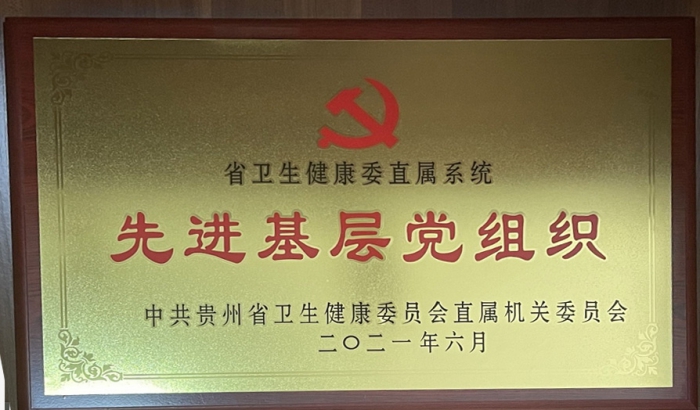 省卫生健康委直属系统
先进基层党组织
中共贵州省卫生健康委员会直属机关委员会
二〇二一年六月